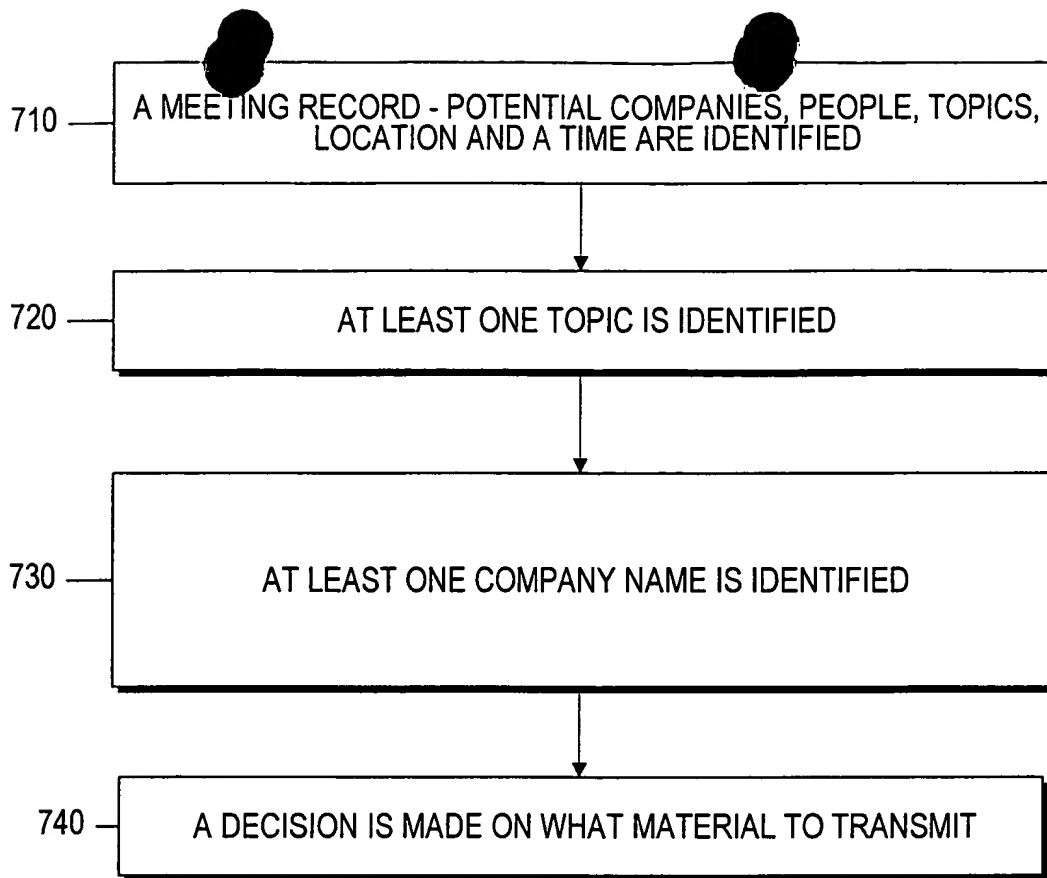 710
A MEETING RECORD - POTENTIAL COMPANIES, PEOPLE, TOPICS,
LOCATION AND A TIME ARE IDENTIFIED
720
AT LEAST ONE TOPIC IS IDENTIFIED
730
AT LEAST ONE COMPANY NAME IS IDENTIFIED
740
A DECISION IS MADE ON WHAT MATERIAL TO TRANSMIT